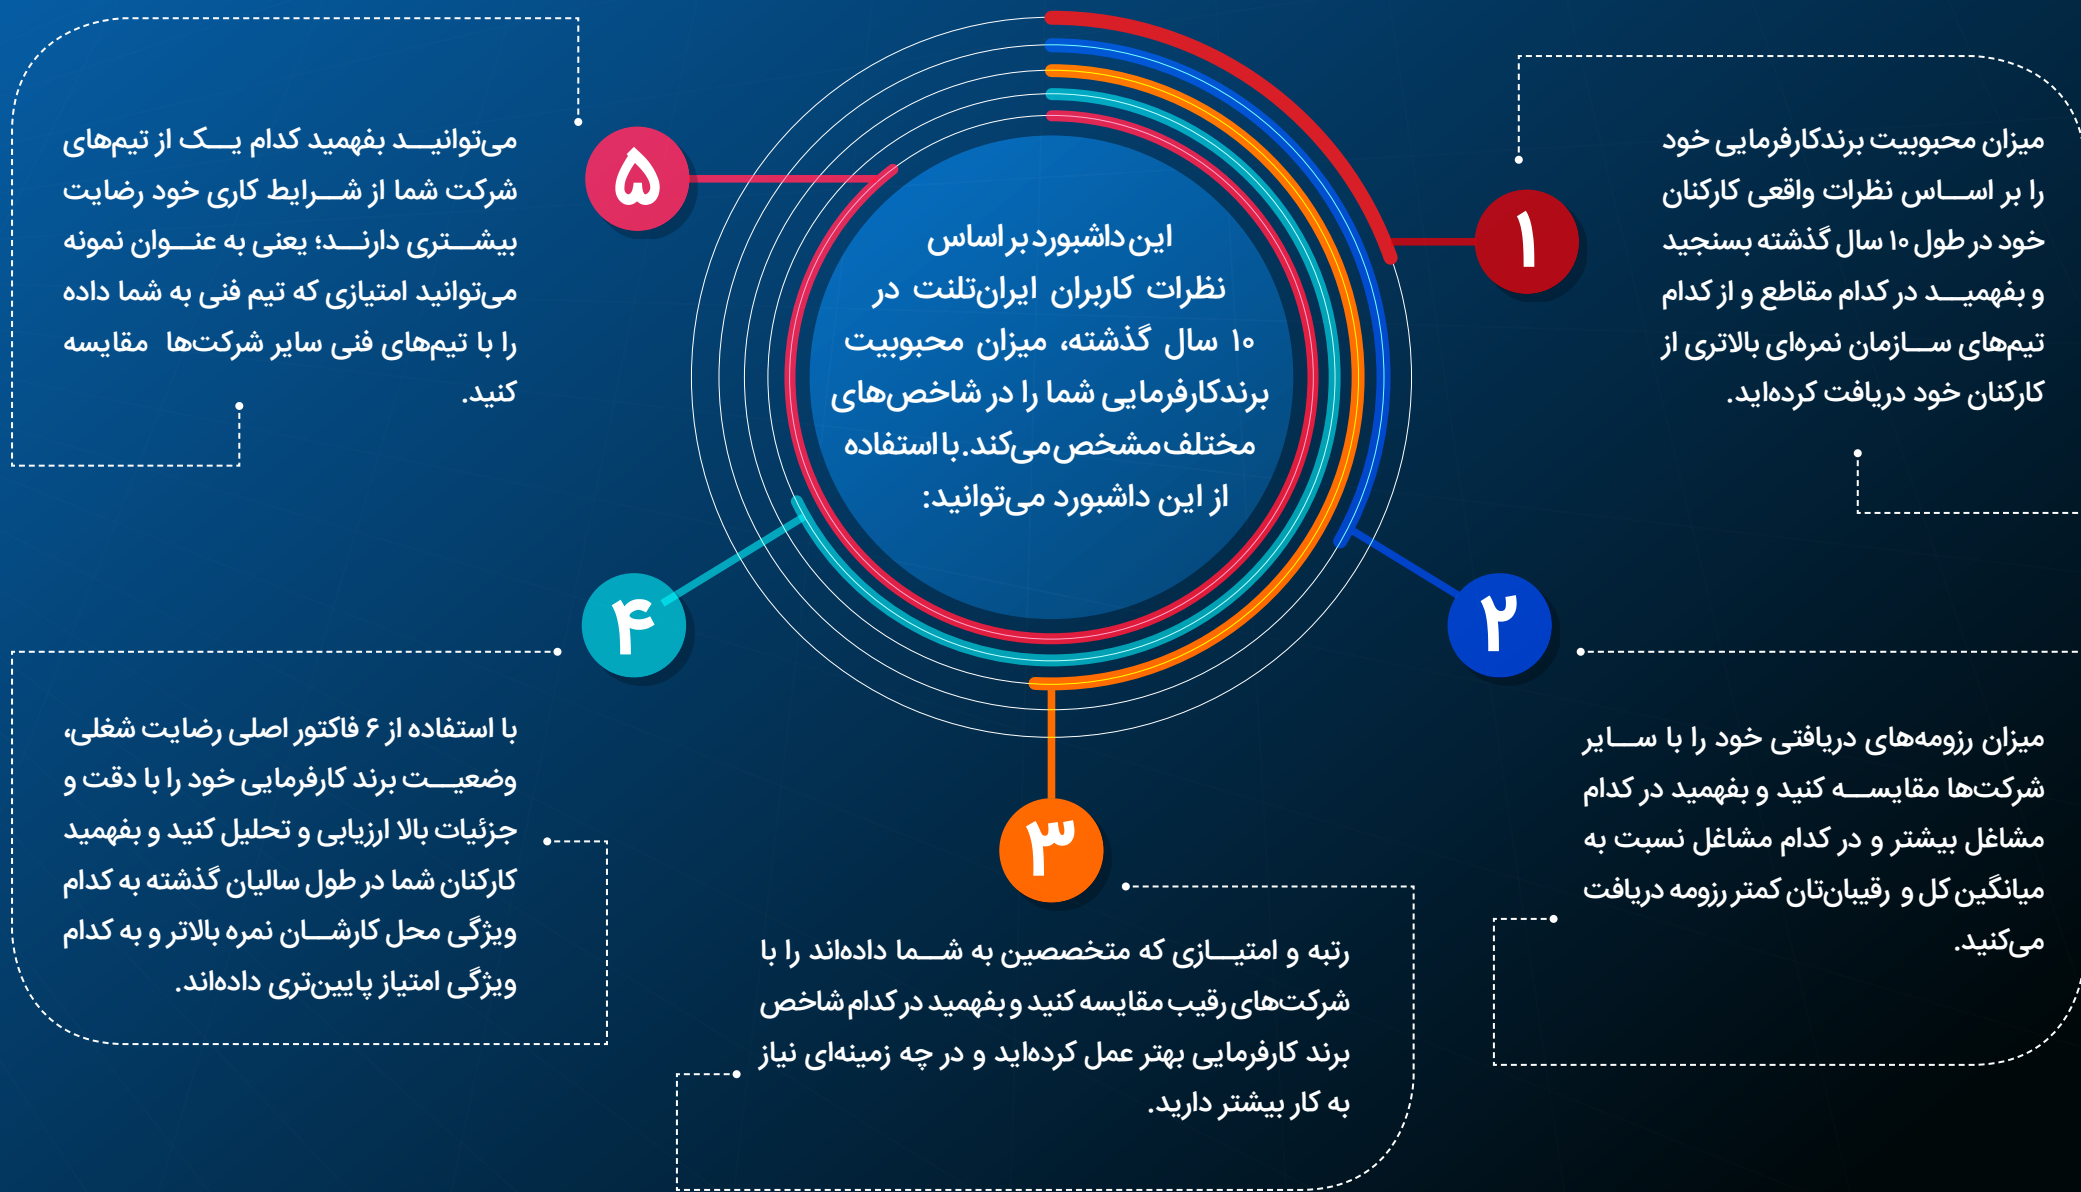 این داشبورد بر اساس
نظرات کاربران ایران‌تلنت در
۱۰ سال گذشته، میزان محبوبیت
برندکارفرمایی شما را در شاخص‌های
مختلف مشخص می‌کند. با استفاده
از این داشبورد می‌توانید:
۱
میزان محبوبیت برندکارفرمایی خود
را بر اساس نظرات واقعی کارکنان
خود در طول ۱۰ سال گذشته بسنجید
و بفهمید در کدام مقاطع و از کدام
تیم‌های سازمان نمره‌ای بالاتری از
کارکنان خود دریافت کرده‌اید.
۲
میزان رزومه‌های دریافتی خود را با سایر
شرکت‌ها مقایسه کنید و بفهمید در کدام
مشاغل بیشتر و در کدام مشاغل نسبت به
میانگین کل و رقیبان‌تان کمتر رزومه دریافت
می‌کنید.
۳
رتبه و امتیازی که متخصصین به شما داده‌اند را با
شرکت‌های رقیب مقایسه کنید و بفهمید در کدام شاخص
برند کارفرمایی بهتر عمل کرده‌اید و در چه زمینه‌ای نیاز
به کار بیشتر دارید.
۴
با استفاده از ۶ فاکتور اصلی رضایت شغلی،
وضعیت برند کارفرمایی خود را با دقت و
جزئیات بالا ارزیابی و تحلیل کنید و بفهمید
کارکنان شما در طول سالیان گذشته به کدام
ویژگی محل کارشان نمره بالاتر و به کدام
ویژگی امتیاز پایین‌تری داده‌اند.
۵
می‌توانید بفهمید کدام یک از تیم‌های
شرکت شما از شرایط کاری خود رضایت
بیشتری دارند؛ یعنی به عنوان نمونه
می‌توانید امتیازی که تیم فنی به شما داده
را با تیم‌های فنی سایر شرکت‌ها مقایسه
کنید.